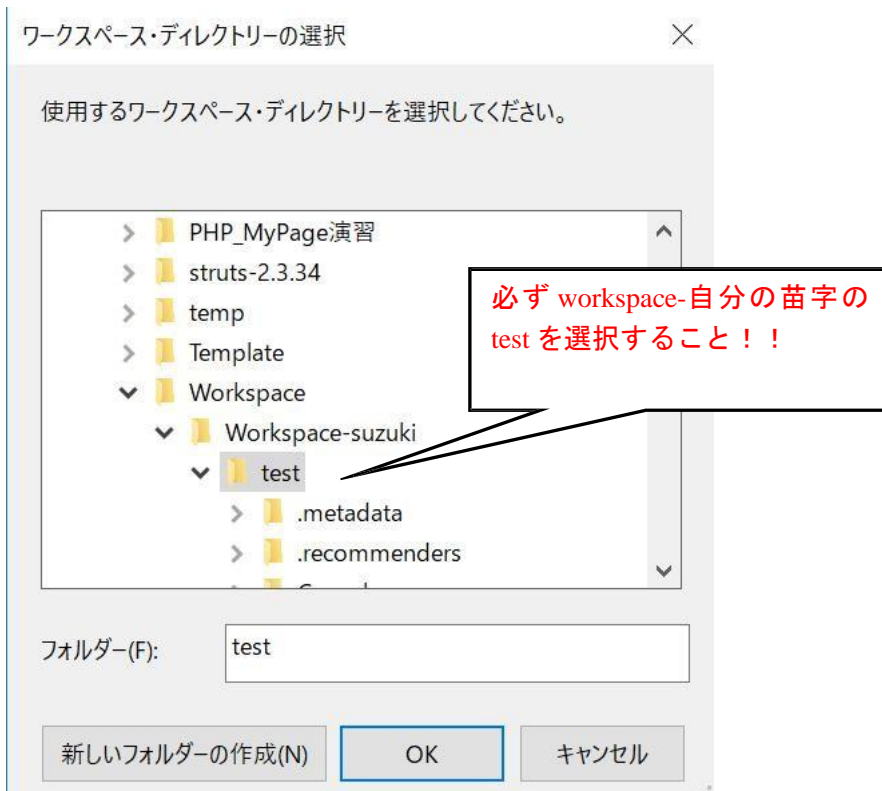 ワークスペース・ディレクトリーの選択
使用するワークスペース・ディレクトリーを選択してください。
PHP_MyPage演習
struts-2.3.34
temp
Template
Workspace
Workspace-suzuki
test
.metadata
.recommenders
必ず workspace-自分の苗字の
test を選択すること！！
フォルダー(F):
test
新しいフォルダーの作成(N)
OK
キャンセル